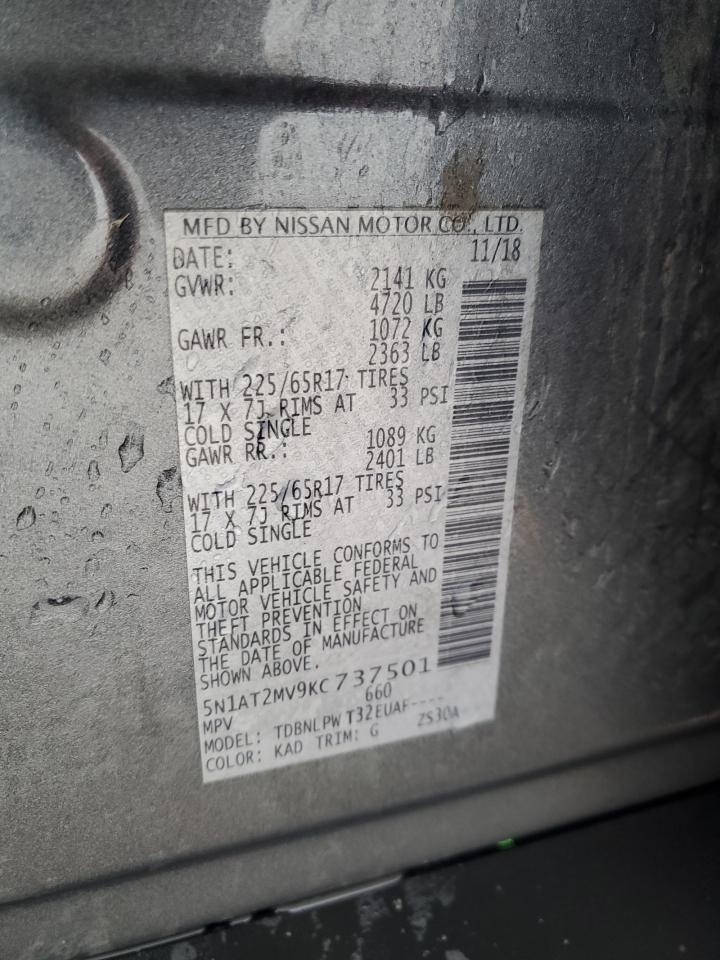 MFD BY NISSAN MOTOR CO., LTD.
DATE: 11/18
GVWR: 2141 KG
4720 LB
GAWR FR.: 1072 KG
2363 LB
WITH 225/65R17 TIRES
17 X 7J RIMS AT 33 PSI
COLD SINGLE
GAWR RR.: 1089 KG
2401 LB
WITH 225/65R17 TIRES
17 X 7J RIMS AT 33 PSI
COLD SINGLE
THIS VEHICLE CONFORMS TO
ALL APPLICABLE FEDERAL
MOTOR VEHICLE SAFETY AND
THEFT PREVENTION
STANDARDS IN EFFECT ON
THE DATE OF MANUFACTURE
SHOWN ABOVE.
5N1AT2MV9KC737501
MPV 660
MODEL: TDBNLPW T32EUAF----
COLOR: KAD TRIM: G ZS30A